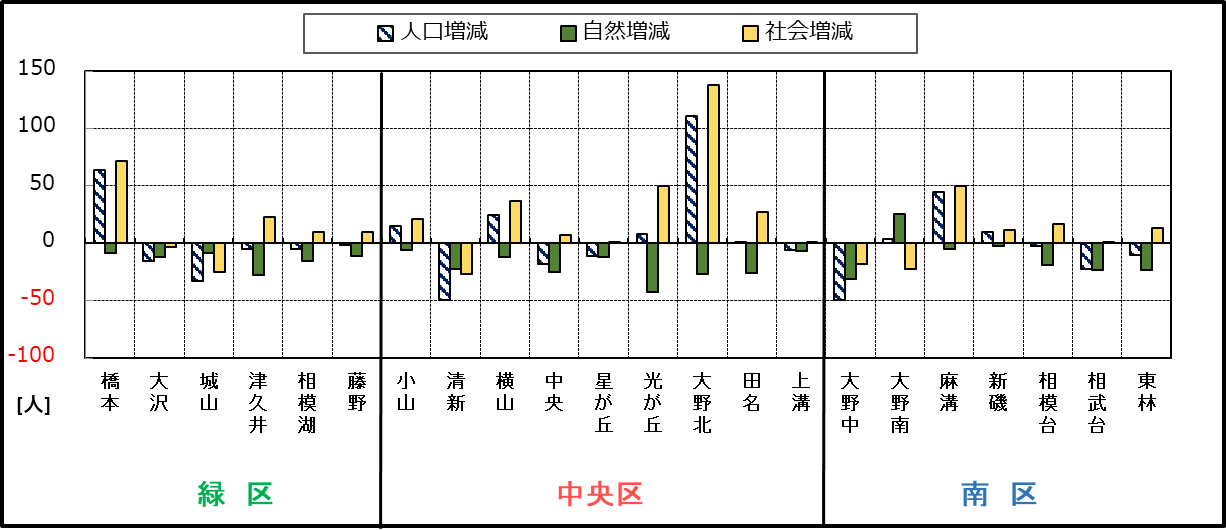 人口増減 自然増減 社会増減
150
100
50
0
-50
-100
[人]
橋本 大沢 城山 津久井 相模湖 藤野 小山 清新 横山 中央 星が丘 光が丘 大野北 田名 上溝 大野中 大野南 麻溝 新磯 相模台 相武台 東林
緑 区 中央区 南 区